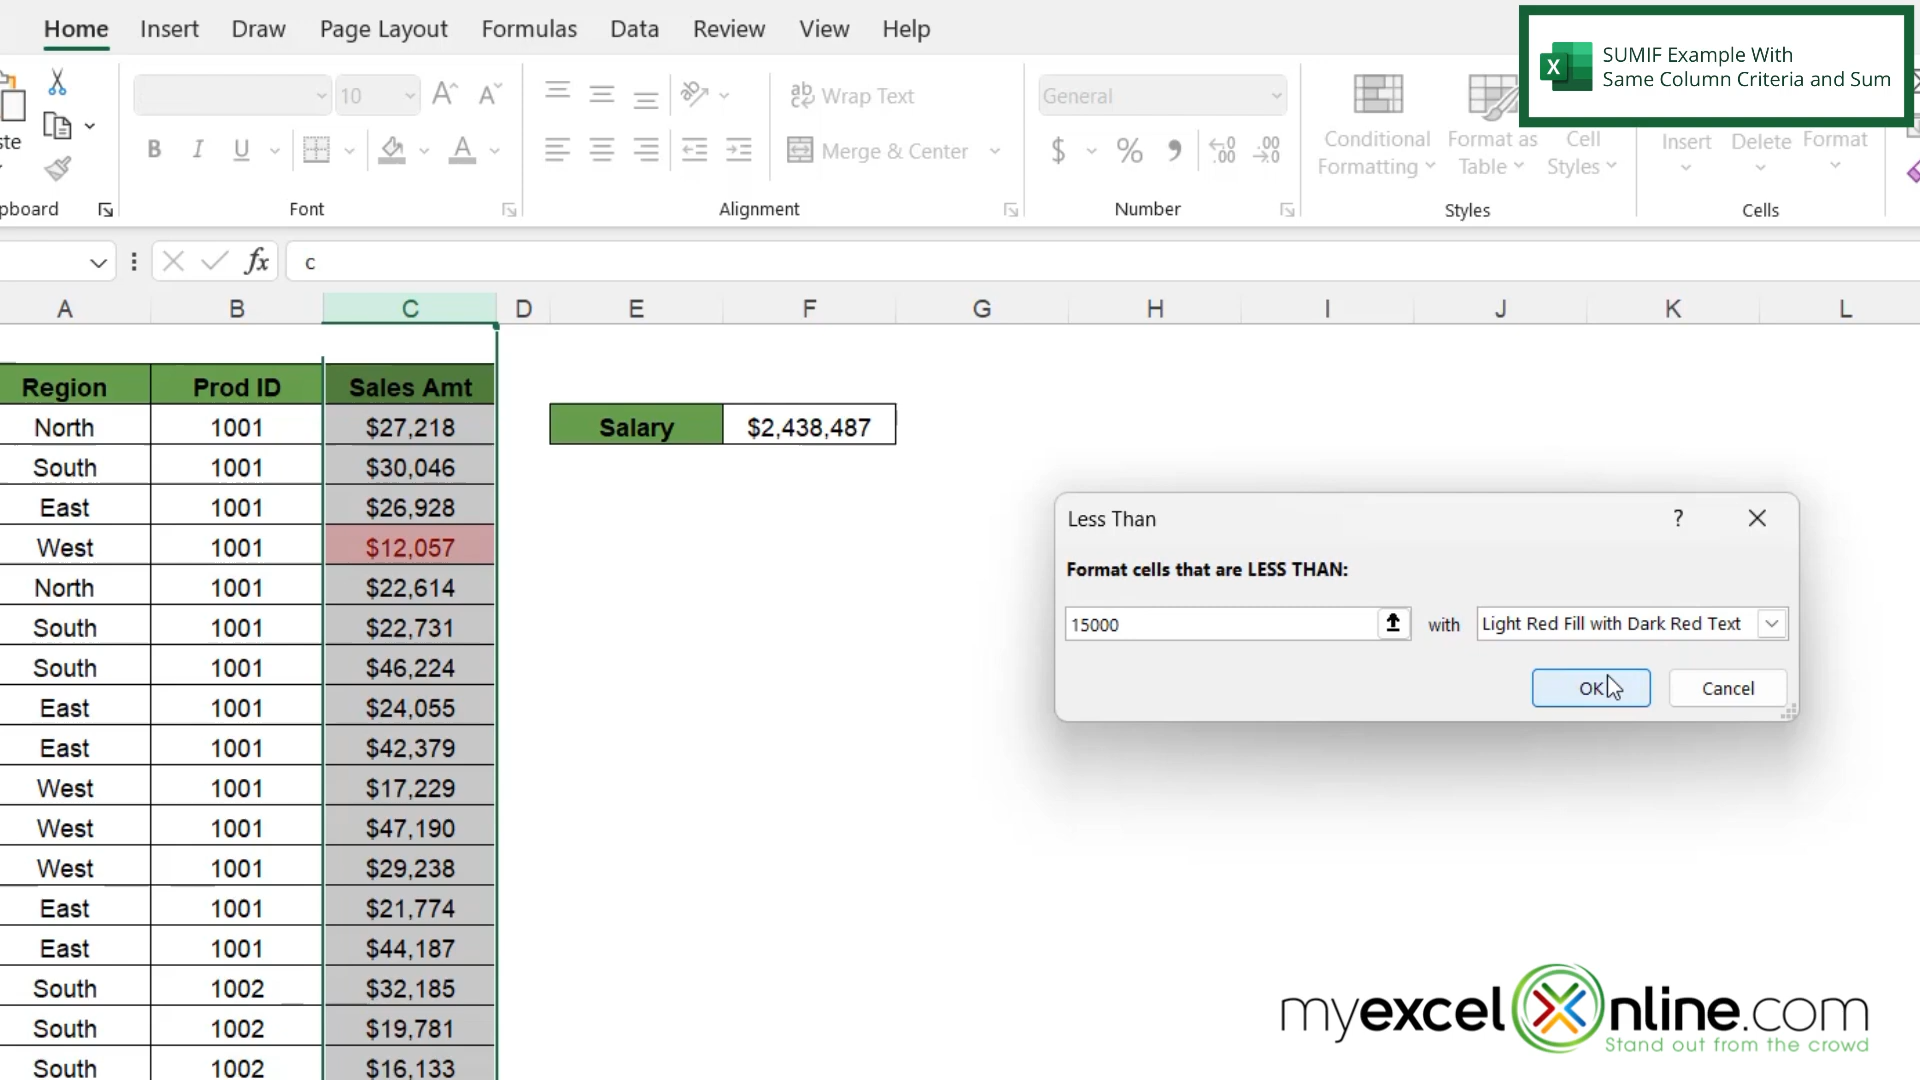 Home Insert Draw Page Layout Formulas Data Review View Help
SUMIF Example With
Same Column Criteria and Sum
10
General
ab Wrap Text
ste
B I U
Merge & Center
$ % 9
Conditional Formatting
Format as Table
Cell Styles
Insert Delete Format
pboard Font Alignment Number Styles Cells
fx c
A B C D E F G H I J K L
Region Prod ID Sales Amt
North 1001 $27,218 Salary $2,438,487
South 1001 $30,046
East 1001 $26,928
West 1001 $12,057
North 1001 $22,614
South 1001 $22,731
South 1001 $46,224
East 1001 $24,055
East 1001 $42,379
West 1001 $17,229
West 1001 $47,190
West 1001 $29,238
East 1001 $21,774
East 1001 $44,187
South 1002 $32,185
South 1002 $19,781
South 1002 $16,133
Less Than ?
Format cells that are LESS THAN:
15000 with Light Red Fill with Dark Red Text
OK Cancel
myexcelOnline.com
Stand out from the crowd